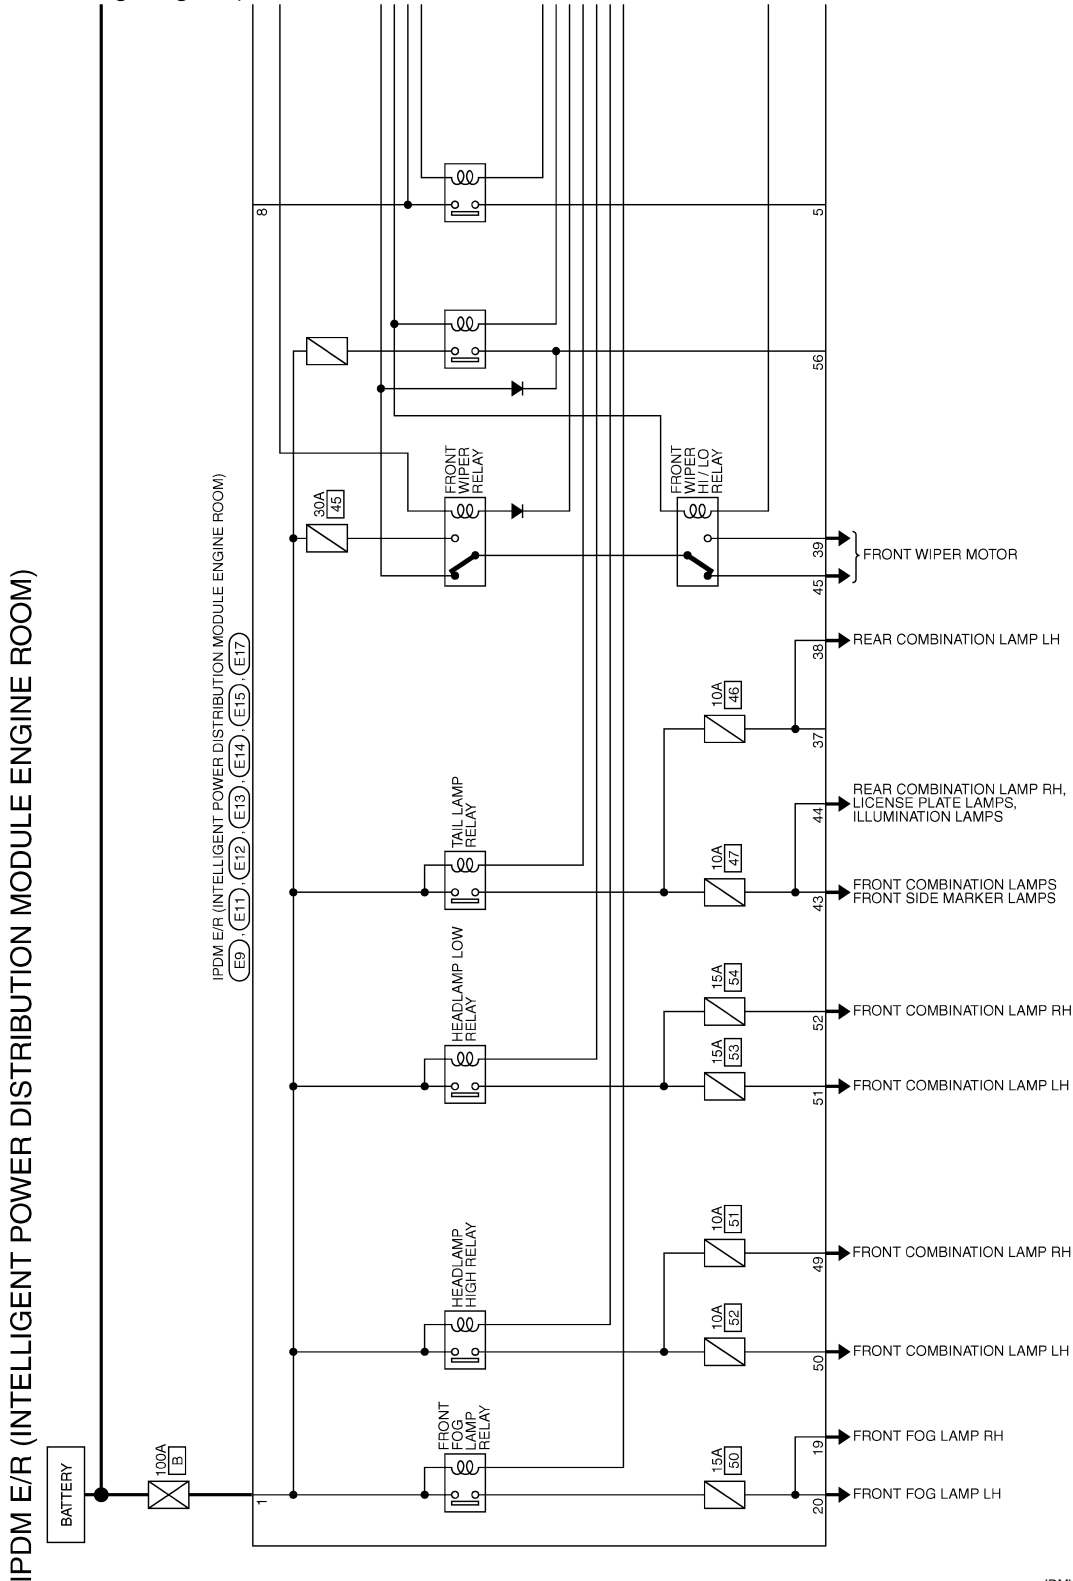 IPDM E/R (INTELLIGENT POWER DISTRIBUTION MODULE ENGINE ROOM)
BATTERY
100A
B
IPDM E/R (INTELLIGENT POWER DISTRIBUTION MODULE ENGINE ROOM)
E9 , E11 , E12 , E13 , E14 , E15 , E17
8
5
56
30A
45
FRONT
WIPER
RELAY
FRONT
WIPER
HI / LO
RELAY
39
45
FRONT WIPER MOTOR
38
REAR COMBINATION LAMP LH
10A
46
37
TAIL LAMP
RELAY
44
REAR COMBINATION LAMP RH,
LICENSE PLATE LAMPS,
ILLUMINATION LAMPS
10A
47
43
FRONT COMBINATION LAMPS
FRONT SIDE MARKER LAMPS
HEADLAMP LOW
RELAY
15A
54
52
FRONT COMBINATION LAMP RH
15A
53
51
FRONT COMBINATION LAMP LH
HEADLAMP
HIGH RELAY
10A
51
49
FRONT COMBINATION LAMP RH
10A
52
50
FRONT COMBINATION LAMP LH
FRONT
FOG
LAMP
RELAY
19
FRONT FOG LAMP RH
1
15A
50
20
FRONT FOG LAMP LH